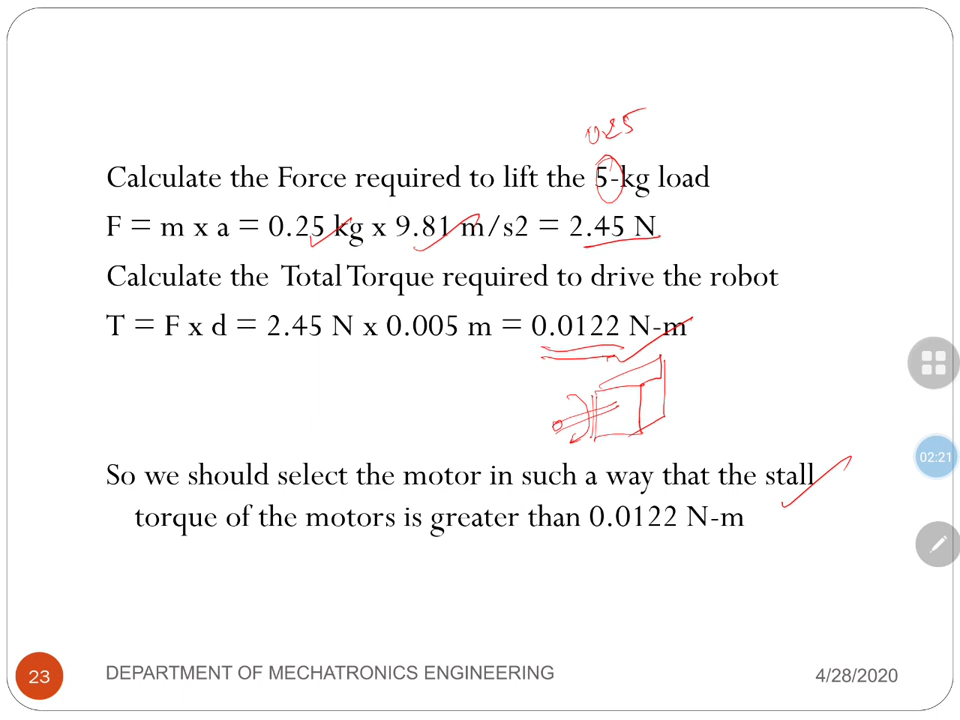 025
Calculate the Force required to lift the 5-kg load
F = m x a = 0.25 kg x 9.81 m/s2 = 2.45 N
Calculate the Total Torque required to drive the robot
T = F x d = 2.45 N x 0.005 m = 0.0122 N-m
02:21
So we should select the motor in such a way that the stall
torque of the motors is greater than 0.0122 N-m
23
DEPARTMENT OF MECHATRONICS ENGINEERING
4/28/2020